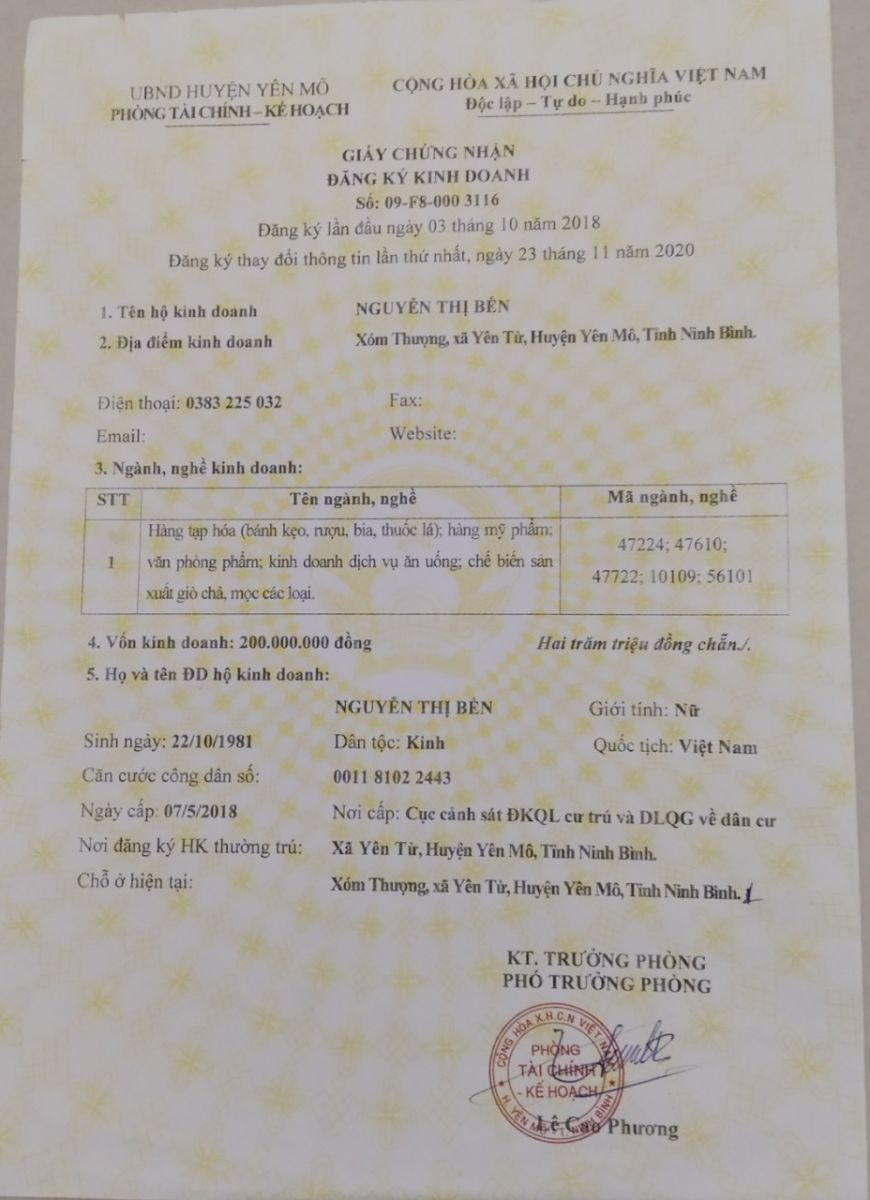 UBND HUYỆN YÊN MÔ
PHÒNG TÀI CHÍNH – KẾ HOẠCH
CỘNG HÒA XÃ HỘI CHỦ NGHĨA VIỆT NAM
Độc lập – Tự do – Hạnh phúc
GIẤY CHỨNG NHẬN
ĐĂNG KÝ KINH DOANH
Số: 09-F8-000 3116
Đăng ký lần đầu ngày 03 tháng 10 năm 2018
Đăng ký thay đổi thông tin lần thứ nhất, ngày 23 tháng 11 năm 2020
1. Tên hộ kinh doanh NGUYỄN THỊ BẾN
2. Địa điểm kinh doanh Xóm Thượng, xã Yên Từ, Huyện Yên Mô, Tỉnh Ninh Bình.
Điện thoại: 0383 225 032 Fax:
Email: Website:
3. Ngành, nghề kinh doanh:
STT Tên ngành, nghề Mã ngành, nghề
Hàng tạp hóa (bánh kẹo, rượu, bia, thuốc lá); hàng mỹ phẩm;
1 văn phòng phẩm; kinh doanh dịch vụ ăn uống; chế biến sản
xuất giò chả, mọc các loại.
47224; 47610;
47722; 10109; 56101
4. Vốn kinh doanh: 200.000.000 đồng Hai trăm triệu đồng chẵn./.
5. Họ và tên ĐD hộ kinh doanh:
NGUYỄN THỊ BẾN Giới tính: Nữ
Sinh ngày: 22/10/1981 Dân tộc: Kinh Quốc tịch: Việt Nam
Căn cước công dân số: 0011 8102 2443
Ngày cấp: 07/5/2018 Nơi cấp: Cục cảnh sát ĐKQL cư trú và DLQG về dân cư
Nơi đăng ký HK thường trú: Xã Yên Từ, Huyện Yên Mô, Tỉnh Ninh Bình.
Chỗ ở hiện tại: Xóm Thượng, xã Yên Từ, Huyện Yên Mô, Tỉnh Ninh Bình.
KT. TRƯỞNG PHÒNG
PHÓ TRƯỞNG PHÒNG
CỘNG HÒA X.H.C.N VIỆT NAM
PHÒNG
TÀI CHÍNH
- KẾ HOẠCH
H. YÊN MÔ - T. NINH BÌNH
Lê Cao Phương